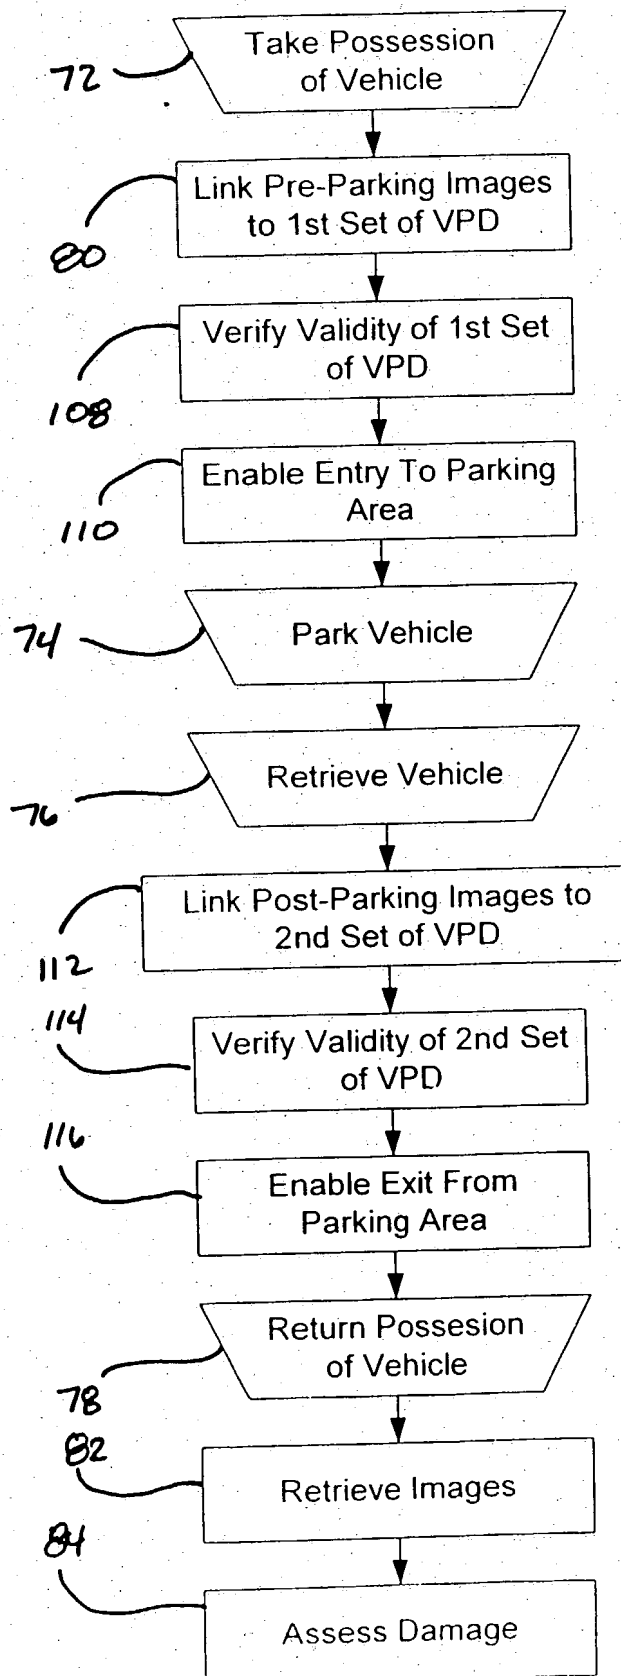 Take Possession
of Vehicle
72
Link Pre-Parking Images
to 1st Set of VPD
80
Verify Validity of 1st Set
of VPD
108
Enable Entry To Parking
Area
110
Park Vehicle
74
Retrieve Vehicle
76
Link Post-Parking Images to
2nd Set of VPD
112
114
Verify Validity of 2nd Set
of VPD
116
Enable Exit From
Parking Area
Return Possesion
of Vehicle
78
82
Retrieve Images
84
Assess Damage